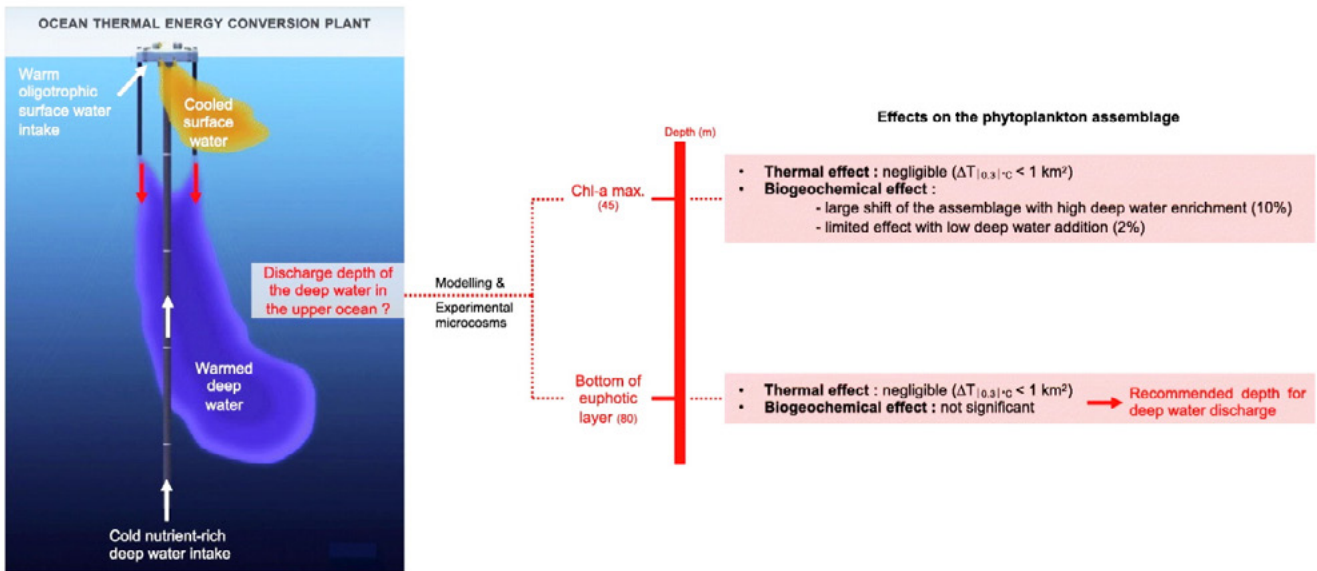 OCEAN THERMAL ENERGY CONVERSION PLANT
Warm
oligotrophic
surface water
intake
Cooled
surface
water
Discharge depth of
the deep water in
the upper ocean ?
Warmed
deep
water
Cold nutrient-rich
deep water intake
Modelling &
Experimental
microcosms
Depth (m)
Chl-a max.
(45)
Bottom of
euphotic
layer (80)
Effects on the phytoplankton assemblage
• Thermal effect : negligible (ΔT|0.3|°C < 1 km²)
• Biogeochemical effect :
- large shift of the assemblage with high deep water enrichment (10%)
- limited effect with low deep water addition (2%)
• Thermal effect : negligible (ΔT|0.3|°C < 1 km²)
• Biogeochemical effect : not significant
Recommended depth for
deep water discharge